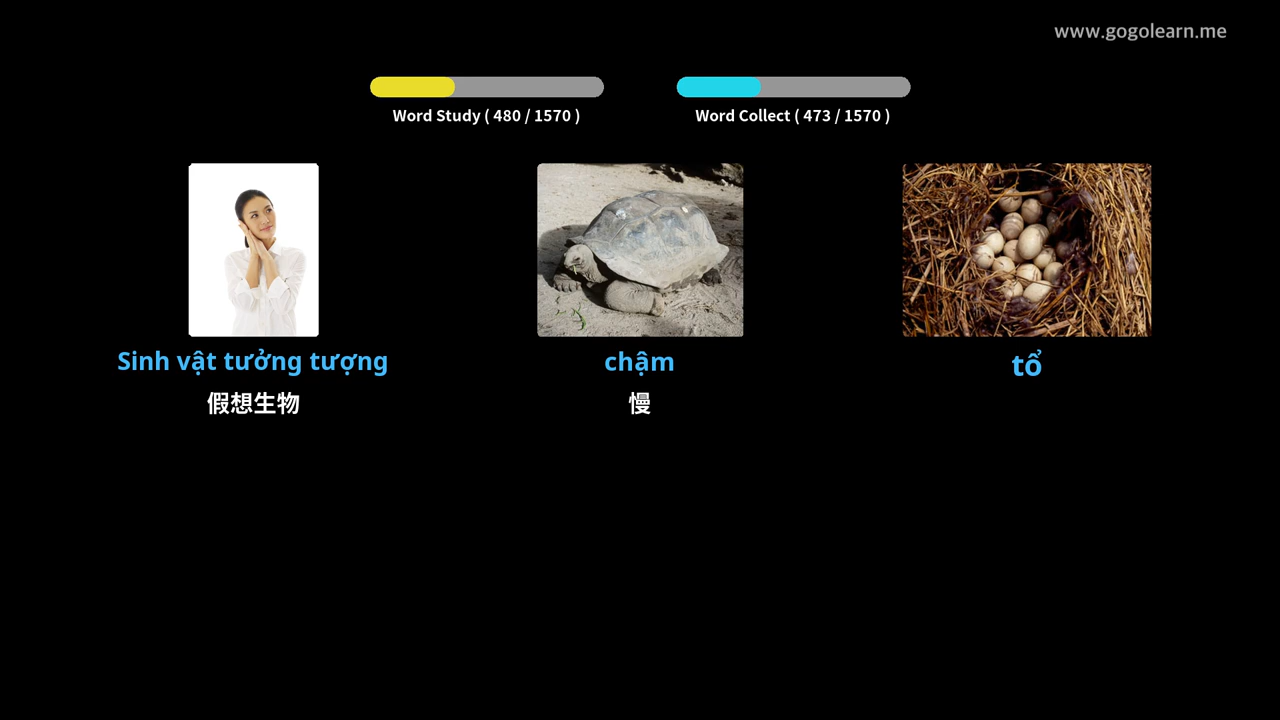 www.gogolearn.me
Word Study ( 480 / 1570 )
Word Collect ( 473 / 1570 )
Sinh vật tưởng tượng
假想生物
chậm
慢
tổ